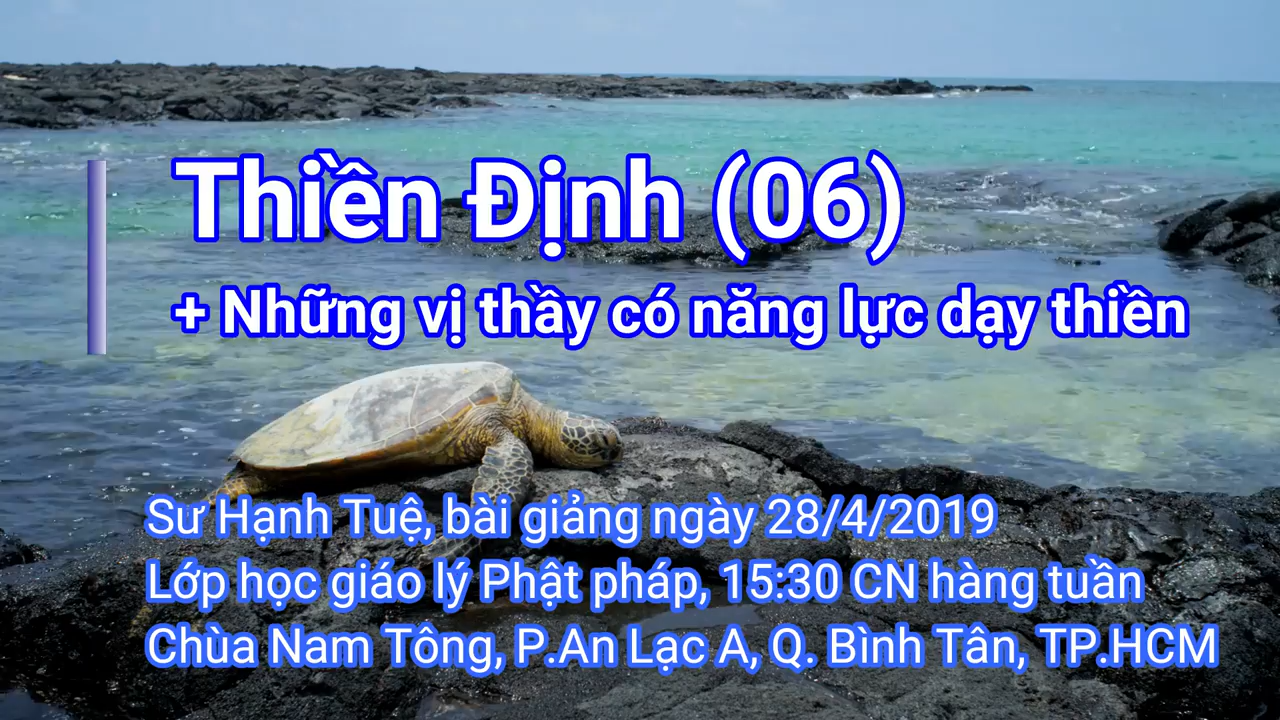 Thiền Định (06)
+ Những vị thầy có năng lực dạy thiền
Sư Hạnh Tuệ, bài giảng ngày 28/4/2019
Lớp học giáo lý Phật pháp, 15:30 CN hàng tuần
Chùa Nam Tông, P.An Lạc A, Q. Bình Tân, TP.HCM